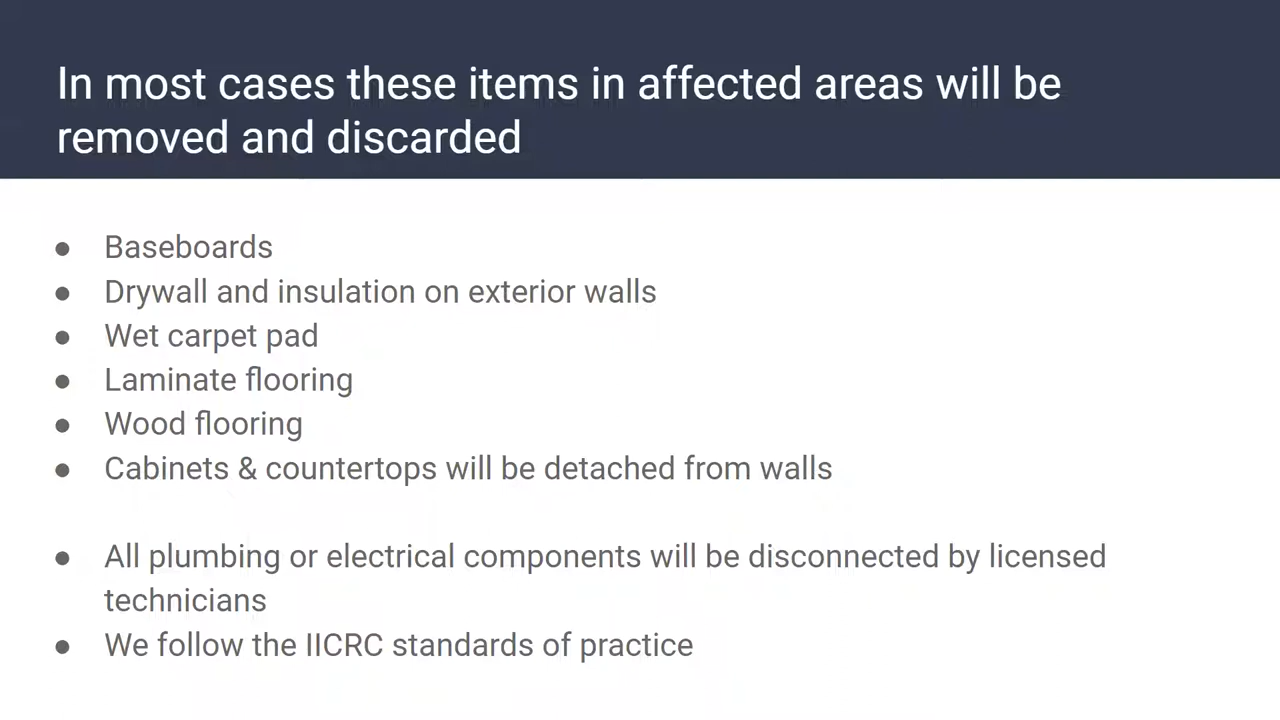 In most cases these items in affected areas will be
removed and discarded
● Baseboards
● Drywall and insulation on exterior walls
● Wet carpet pad
● Laminate flooring
● Wood flooring
● Cabinets & countertops will be detached from walls
● All plumbing or electrical components will be disconnected by licensed
technicians
● We follow the IICRC standards of practice